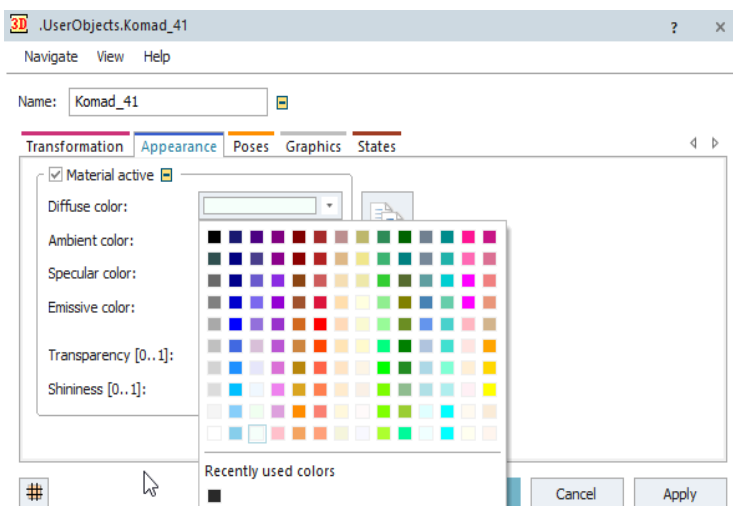 3D .UserObjects.Komad_41 ? ×
Navigate View Help
Name: Komad_41
Transformation Appearance Poses Graphics States
Material active
Diffuse color:
Ambient color:
Specular color:
Emissive color:
Transparency [0..1]:
Shininess [0..1]:
Recently used colors
Cancel Apply